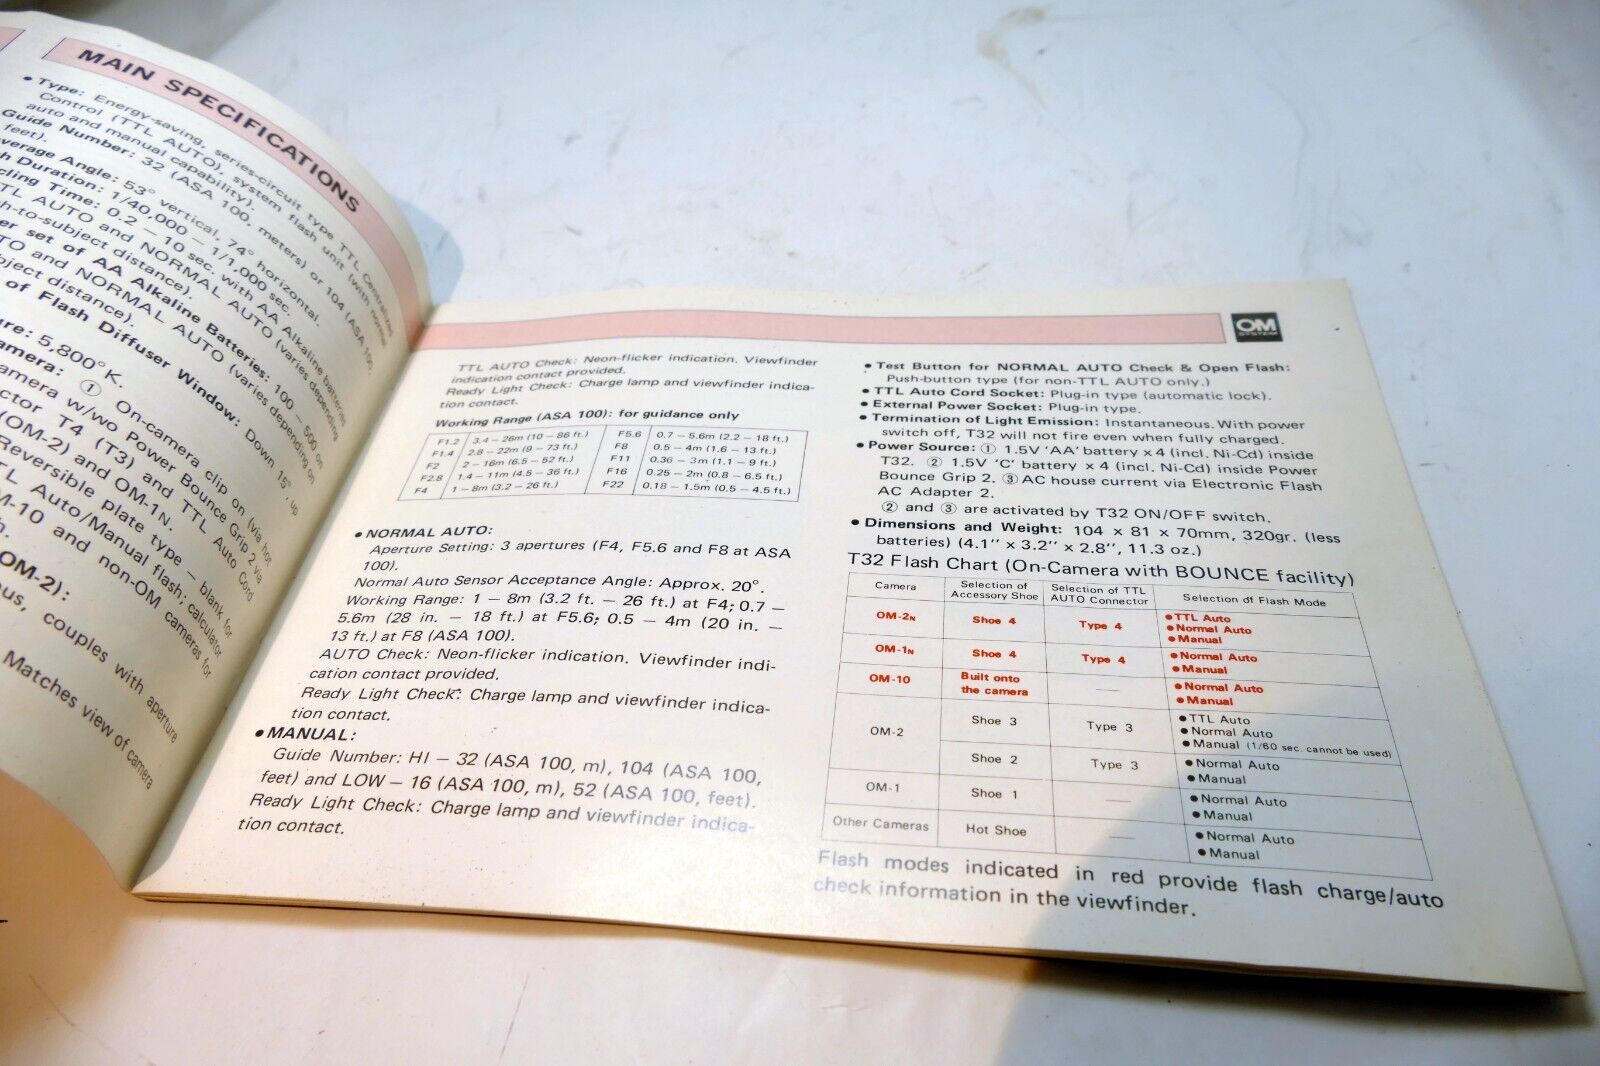 MAIN SPECIFICATIONS
• Type: Energy-saving, series-circuit type TTL Centralized
Control (TTL AUTO), system flash unit (with normal
auto and manual capability).
Guide Number: 32 (ASA 100, meters) or 104 (ASA 100,
feet).
verage Angle: 53° vertical, 74° horizontal.
h Duration: 1/40,000 – 1/1,000 sec.
cling Time: 0.2 – 10 sec. with AA Alkaline batteries
TL AUTO and NORMAL AUTO (varies depending
h-to-subject distance).
er set of AA Alkaline Batteries: 100 – 500 on
TO and NORMAL AUTO (varies depending on
bject distance).
of Flash Diffuser Window: Down 15°, up
re: 5,800°K.
amera: ① On-camera clip on (via hot
amera w/wo Power Bounce Grip 2 via
ctor T4 (T3) and TTL Auto Cord
(OM-2) and OM-1N.
Reversible plate type – blank for
TL Auto/Manual flash; calculator
M-10 and non-OM cameras for
h.
OM-2):
ous, couples with aperture
Matches view of camera
OM
SYSTEM
TTL AUTO Check: Neon-flicker indication. Viewfinder
indication contact provided.
Ready Light Check: Charge lamp and viewfinder indica-
tion contact.
Working Range (ASA 100): for guidance only
F1.2 3.4 – 26m (10 – 86 ft.) F5.6 0.7 – 5.6m (2.2 – 18 ft.)
F1.4 2.8 – 22m (9 – 73 ft.) F8 0.5 – 4m (1.6 – 13 ft.)
F2 2 – 16m (6.5 – 52 ft.) F11 0.36 – 3m (1.1 – 9 ft.)
F2.8 1.4 – 11m (4.5 – 36 ft.) F16 0.25 – 2m (0.8 – 6.5 ft.)
F4 1 – 8m (3.2 – 26 ft.) F22 0.18 – 1.5m (0.5 – 4.5 ft.)
• NORMAL AUTO:
Aperture Setting: 3 apertures (F4, F5.6 and F8 at ASA
100).
Normal Auto Sensor Acceptance Angle: Approx. 20°.
Working Range: 1 – 8m (3.2 ft. – 26 ft.) at F4; 0.7 –
5.6m (28 in. – 18 ft.) at F5.6; 0.5 – 4m (20 in. –
13 ft.) at F8 (ASA 100).
AUTO Check: Neon-flicker indication. Viewfinder indi-
cation contact provided.
Ready Light Check: Charge lamp and viewfinder indica-
tion contact.
• MANUAL:
Guide Number: HI – 32 (ASA 100, m), 104 (ASA 100,
feet) and LOW – 16 (ASA 100, m), 52 (ASA 100, feet).
Ready Light Check: Charge lamp and viewfinder indica-
tion contact.
• Test Button for NORMAL AUTO Check & Open Flash:
Push-button type (for non-TTL AUTO only.)
• TTL Auto Cord Socket: Plug-in type (automatic lock).
• External Power Socket: Plug-in type.
• Termination of Light Emission: Instantaneous. With power
switch off, T32 will not fire even when fully charged.
• Power Source: ① 1.5V 'AA' battery x 4 (incl. Ni-Cd) inside
T32. ② 1.5V 'C' battery x 4 (incl. Ni-Cd) inside Power
Bounce Grip 2. ③ AC house current via Electronic Flash
AC Adapter 2.
② and ③ are activated by T32 ON/OFF switch.
• Dimensions and Weight: 104 x 81 x 70mm, 320gr. (less
batteries) (4.1'' x 3.2'' x 2.8'', 11.3 oz.)
T32 Flash Chart (On-Camera with BOUNCE facility)
Camera Selection of Accessory Shoe Selection of TTL AUTO Connector Selection of Flash Mode
OM-2N Shoe 4 Type 4 • TTL Auto
• Normal Auto
• Manual
OM-1N Shoe 4 Type 4 • Normal Auto
• Manual
OM-10 Built onto the camera — • Normal Auto
• Manual
OM-2 Shoe 3 Type 3 • TTL Auto
• Normal Auto
• Manual (1/60 sec. cannot be used)
Shoe 2 Type 3 • Normal Auto
• Manual
OM-1 Shoe 1 — • Normal Auto
• Manual
Other Cameras Hot Shoe — • Normal Auto
• Manual
Flash modes indicated in red provide flash charge/auto
check information in the viewfinder.